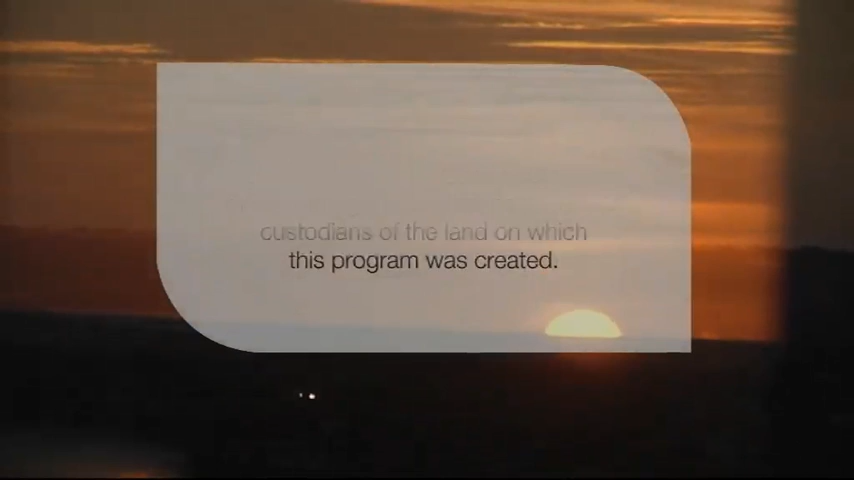 custodians of the land on which
this program was created.